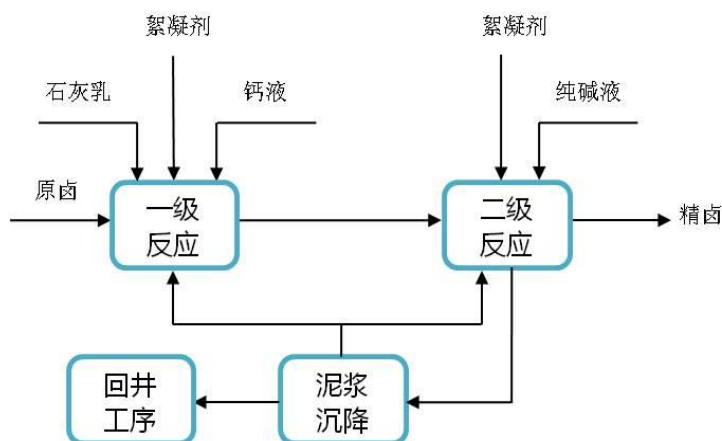 絮凝剂
絮凝剂
石灰乳
钙液
纯碱液
原卤
一级
反应
二级
反应
精卤
回井
工序
泥浆
沉降